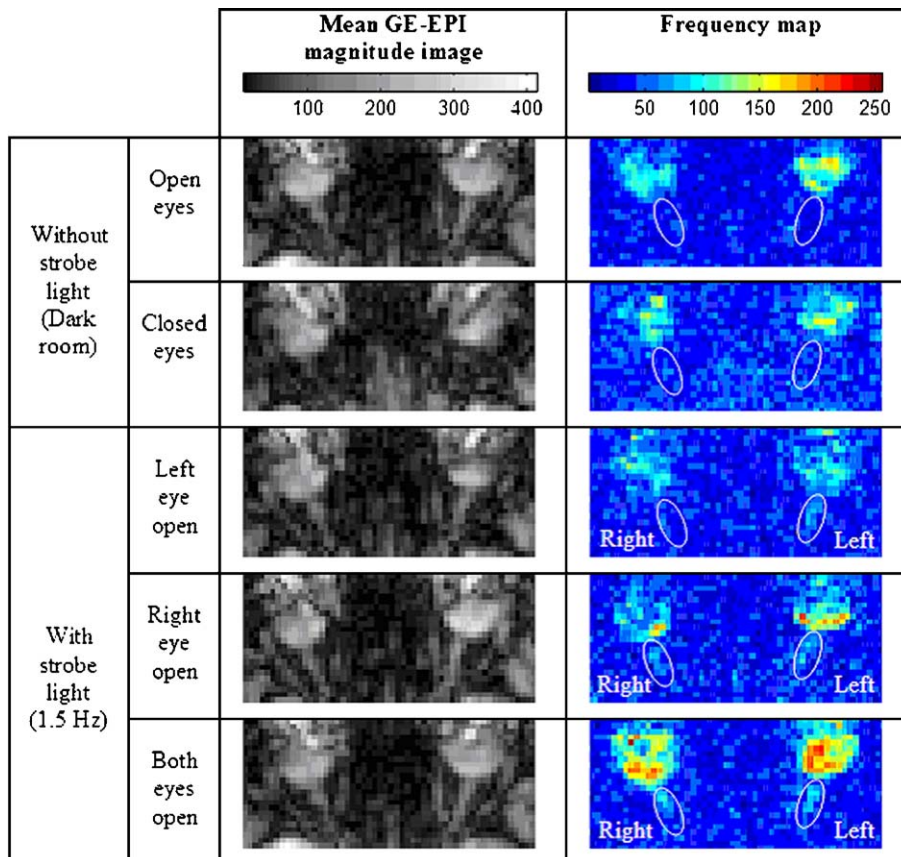 Mean GE-EPI
magnitude image
Frequency map
100 200 300 400
50 100 150 200 250
Without
strobe
light
(Dark
room)
Open
eyes
Closed
eyes
With
strobe
light
(1.5 Hz)
Left
eye
open
Right Left
Right
eye
open
Right Left
Both
eyes
open
Right Left